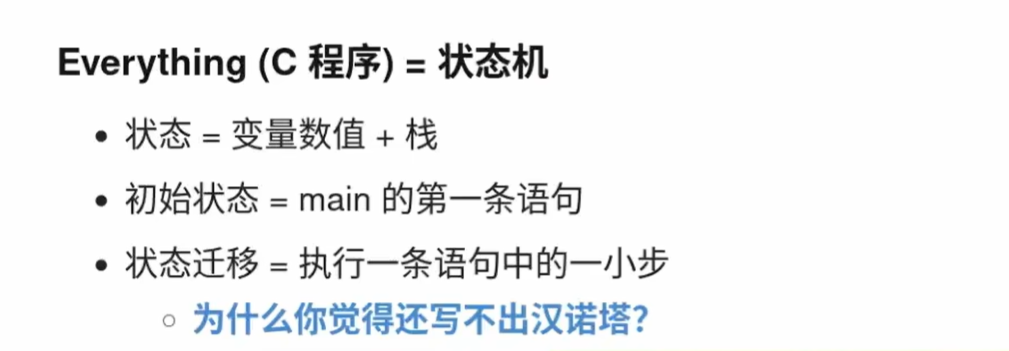 Everything (C 程序) = 状态机
状态 = 变量数值 + 栈
初始状态 = main 的第一条语句
状态迁移 = 执行一条语句中的一小步
为什么你觉得还写不出汉诺塔?